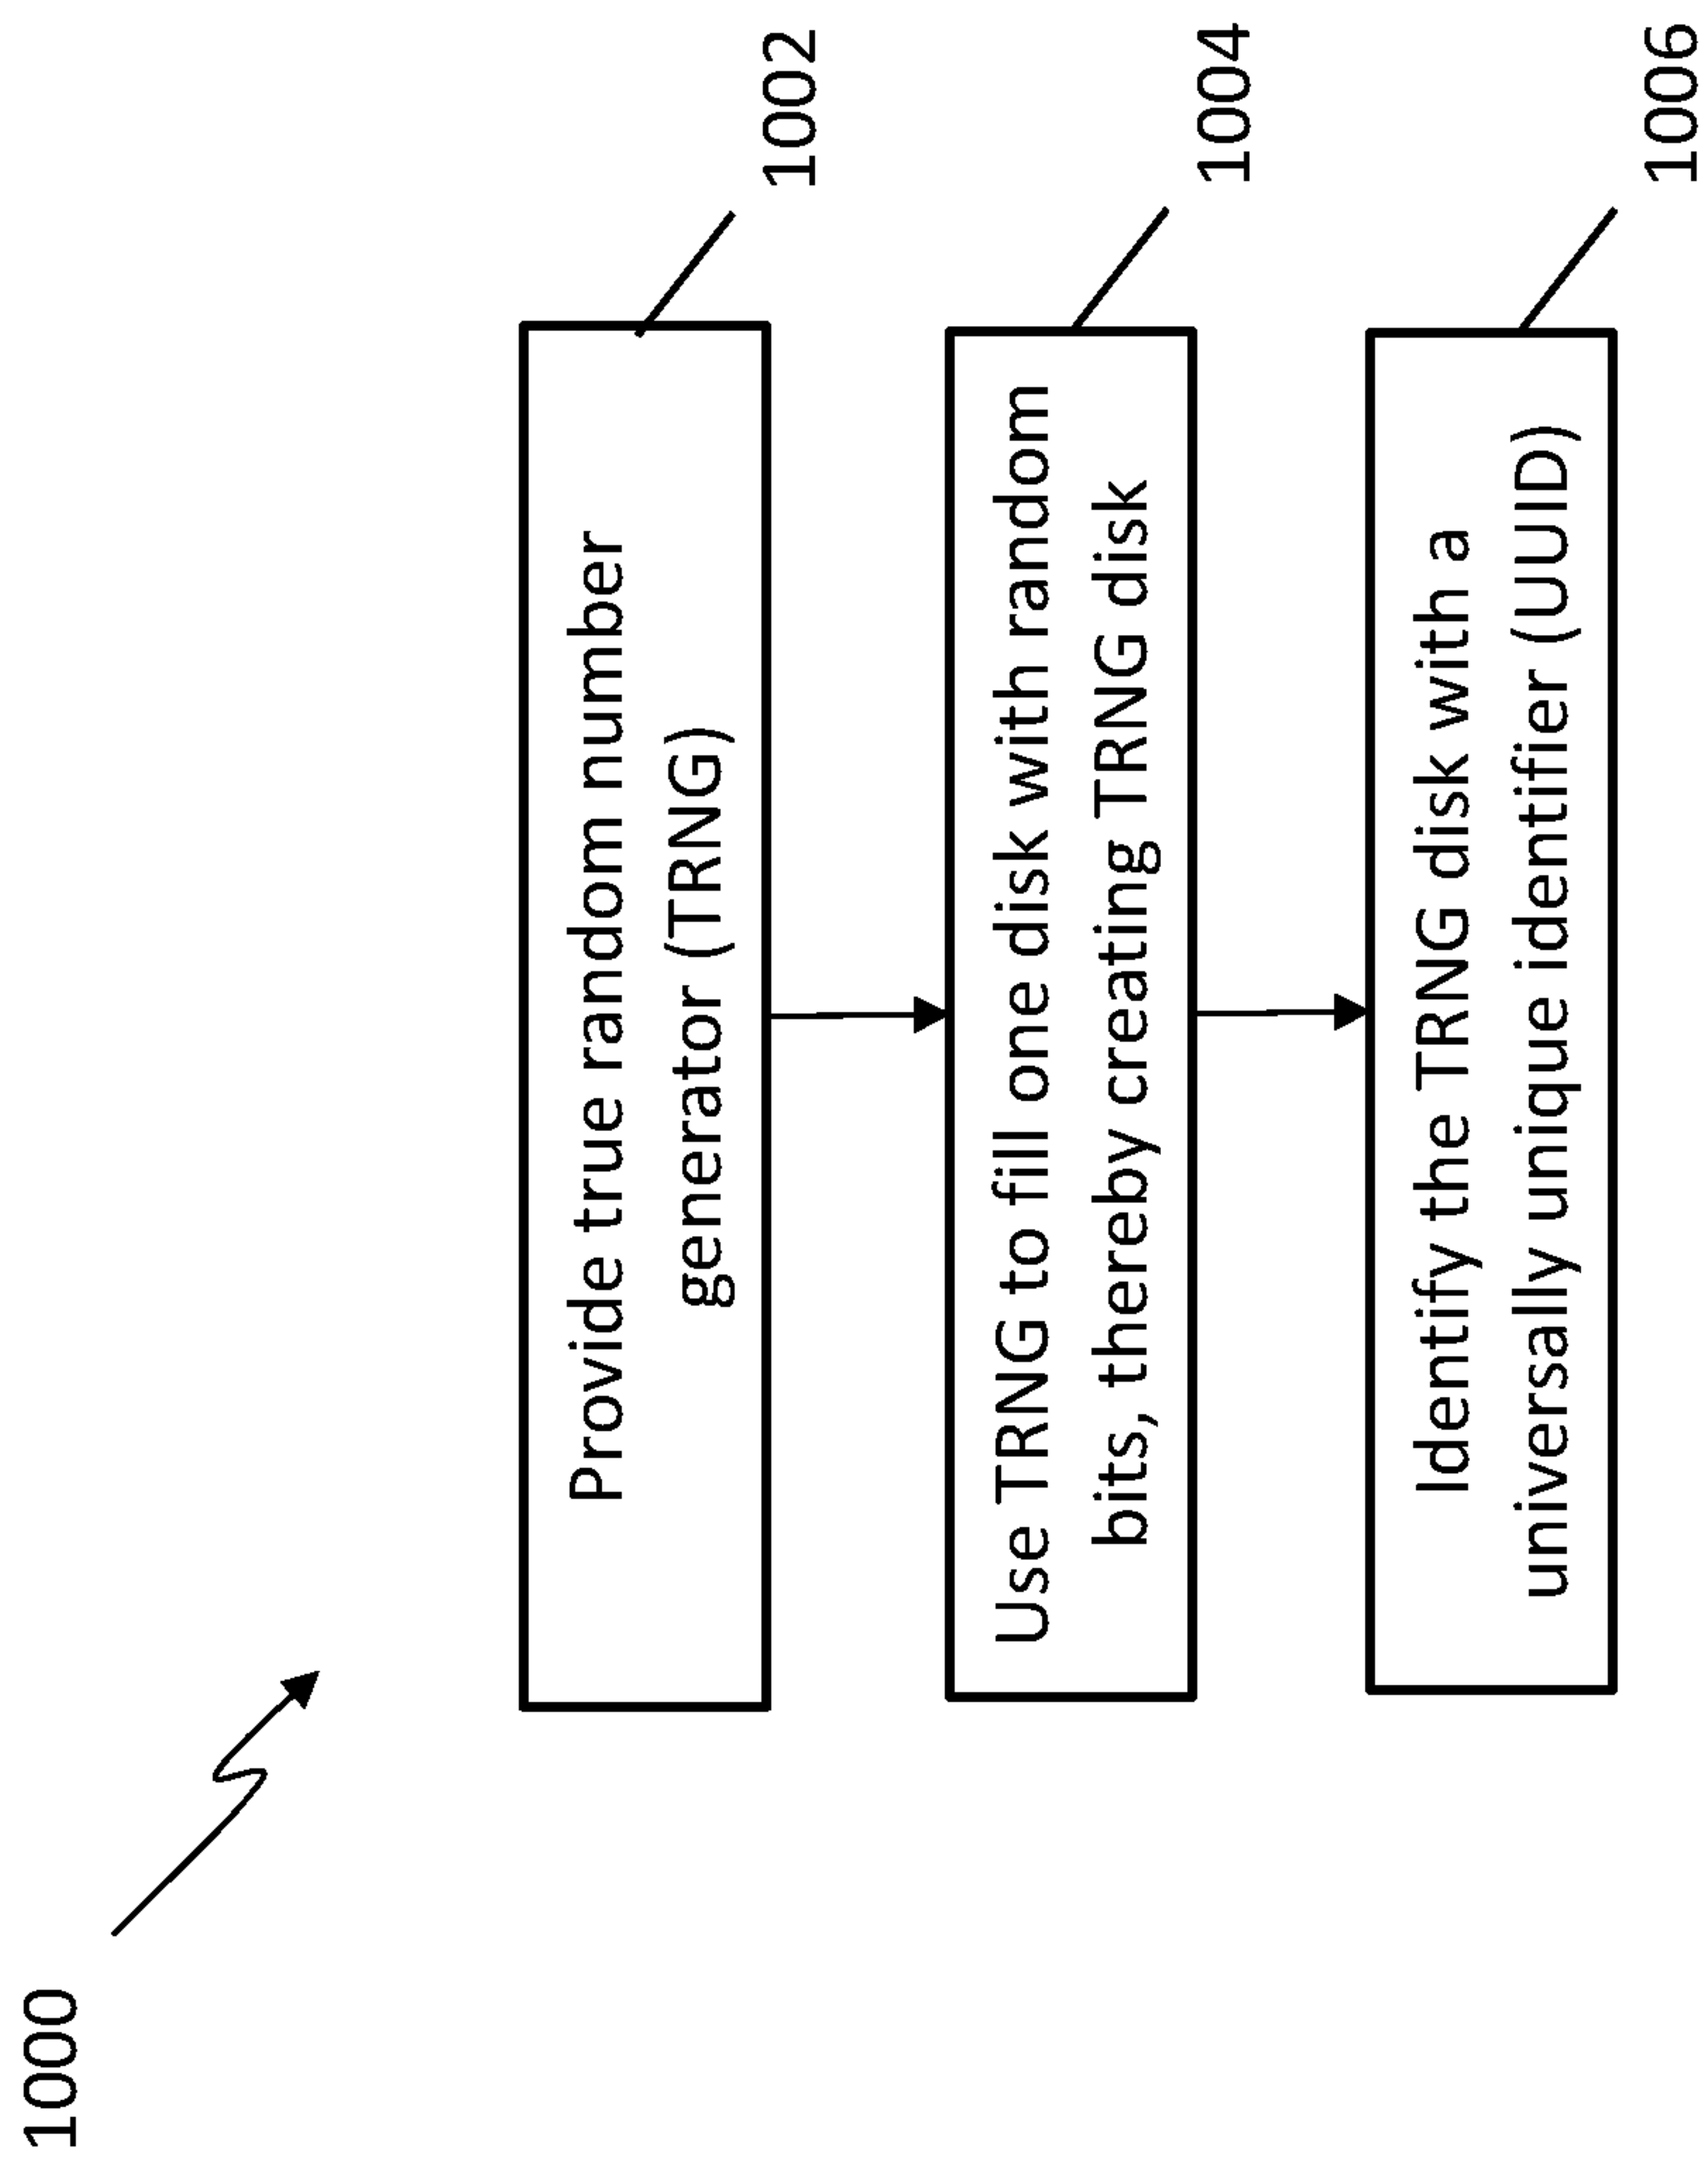 1000
Provide true random number
generator (TRNG)
1002
Use TRNG to fill one disk with random
bits, thereby creating TRNG disk
1004
Identify the TRNG disk with a
universally unique identifier (UUID)
1006